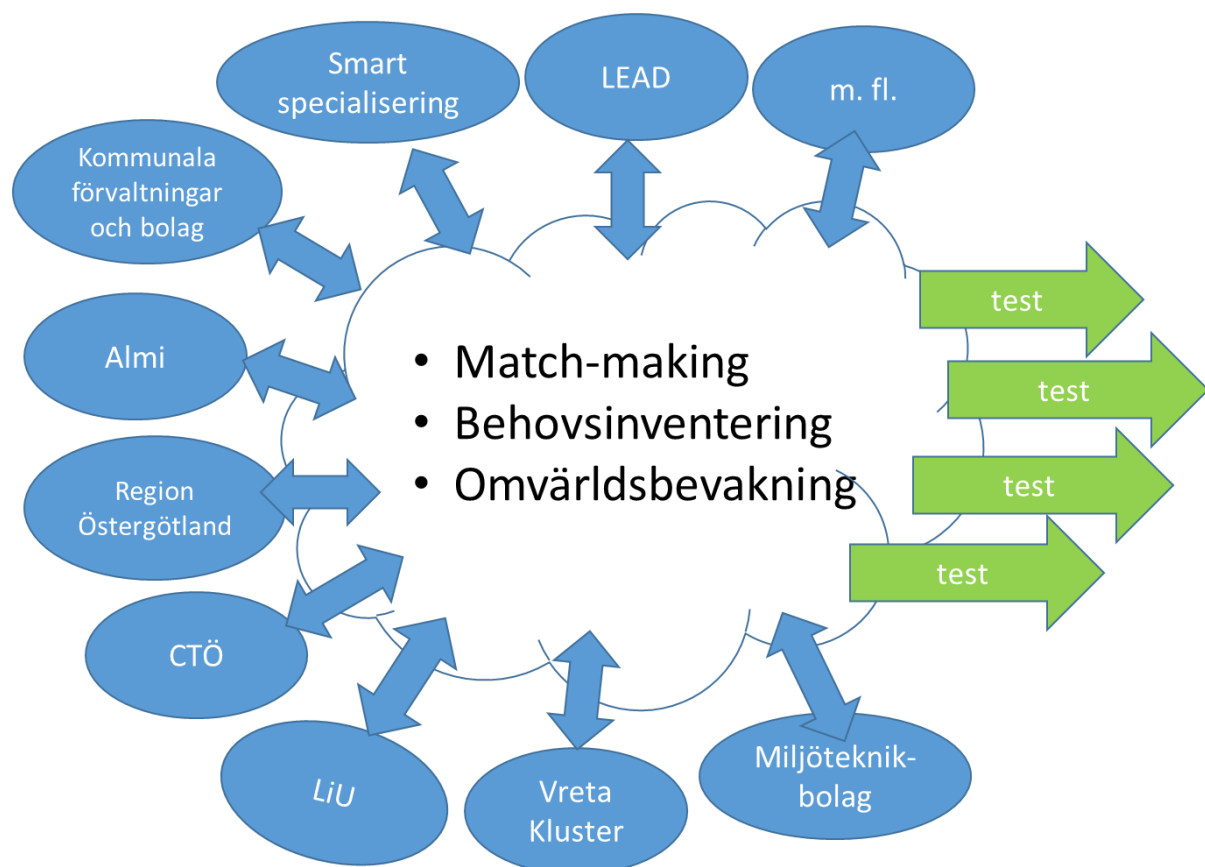 Smart
specialisering
LEAD
m. fl.
Kommunala
förvaltningar
och bolag
Almi
Region
Östergötland
CTÖ
LiU
Vreta
Kluster
Miljöteknik-
bolag
• Match-making
• Behovsinventering
• Omvärldsbevakning
test
test
test
test